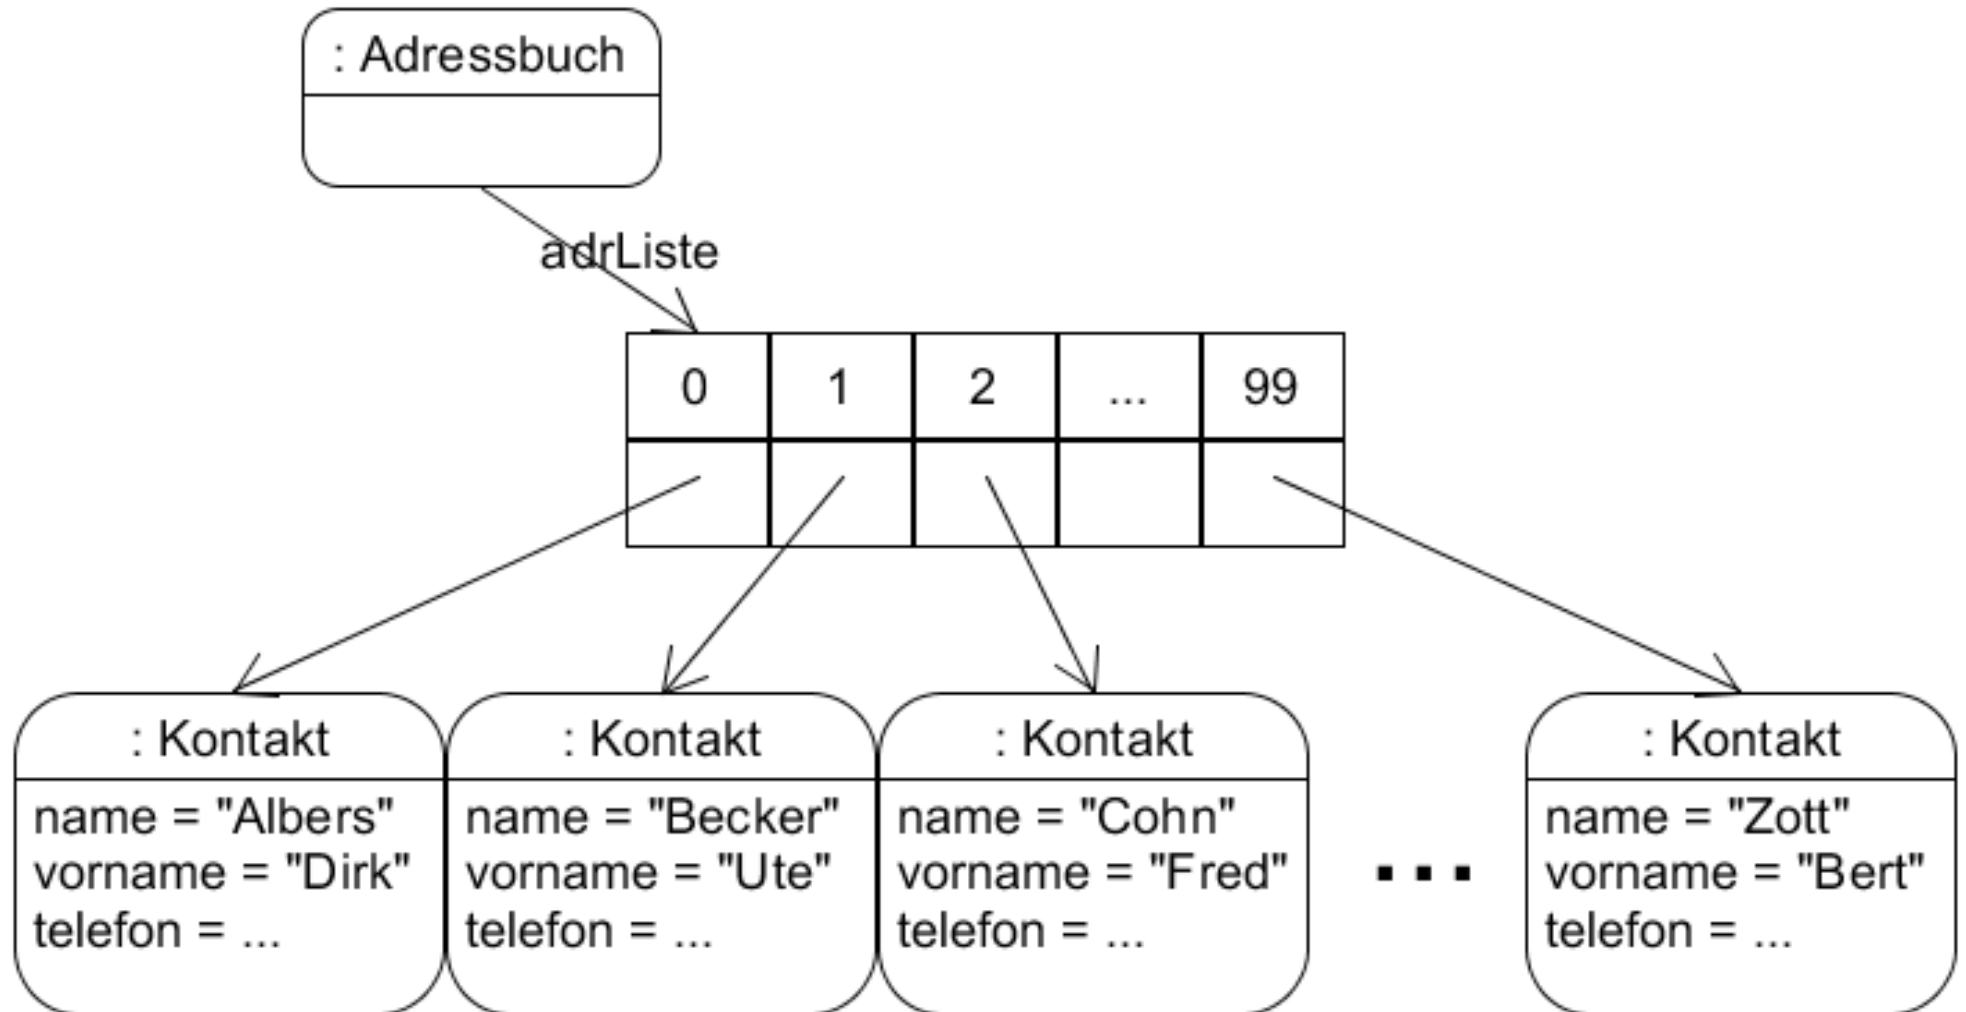 : Adressbuch
adrListe
0 1 2 ... 99
: Kontakt
name = "Albers"
vorname = "Dirk"
telefon = ...
: Kontakt
name = "Becker"
vorname = "Ute"
telefon = ...
: Kontakt
name = "Cohn"
vorname = "Fred"
telefon = ...
...
: Kontakt
name = "Zott"
vorname = "Bert"
telefon = ...